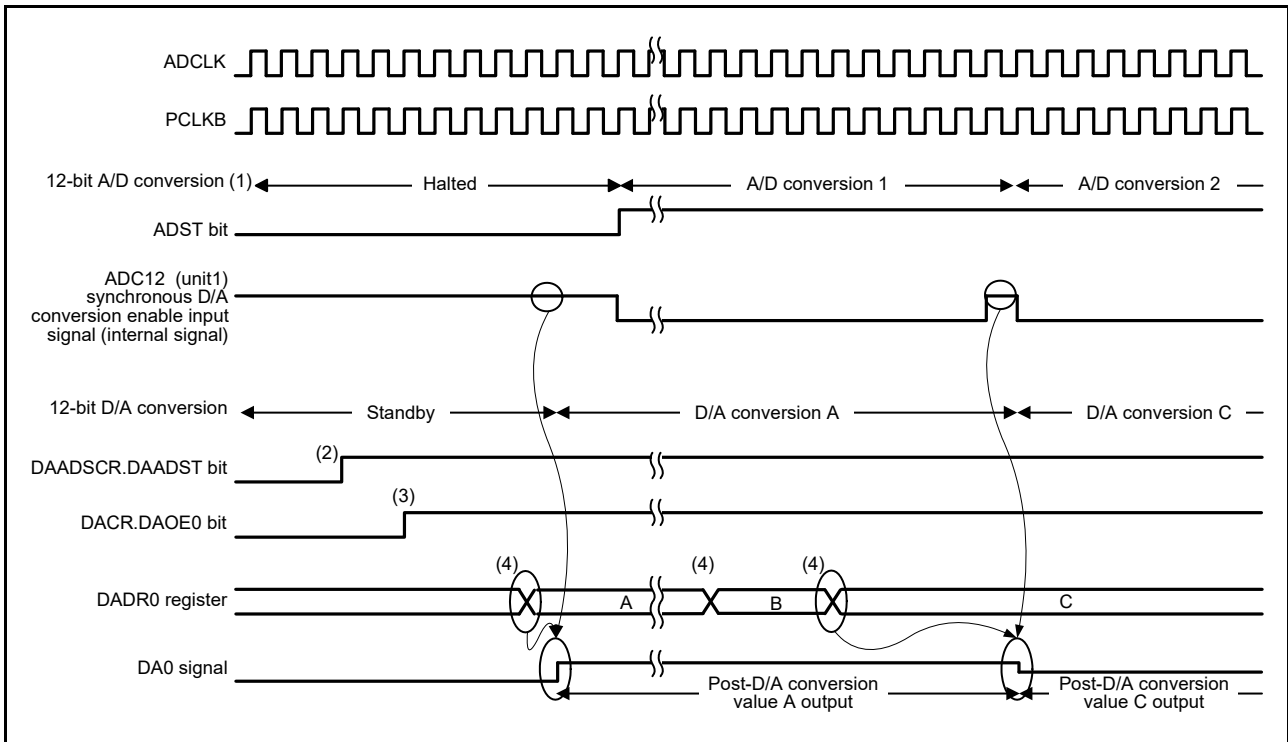 ADCLK
PCLKB
12-bit A/D conversion (1)
Halted
A/D conversion 1
A/D conversion 2
ADST bit
ADC12 (unit1)
synchronous D/A
conversion enable input
signal (internal signal)
12-bit D/A conversion
Standby
D/A conversion A
D/A conversion C
(2)
DAADSCR.DAADST bit
(3)
DACR.DAOE0 bit
(4)
(4)
(4)
DADR0 register
A
B
C
DA0 signal
Post-D/A conversion
value A output
Post-D/A conversion
value C output